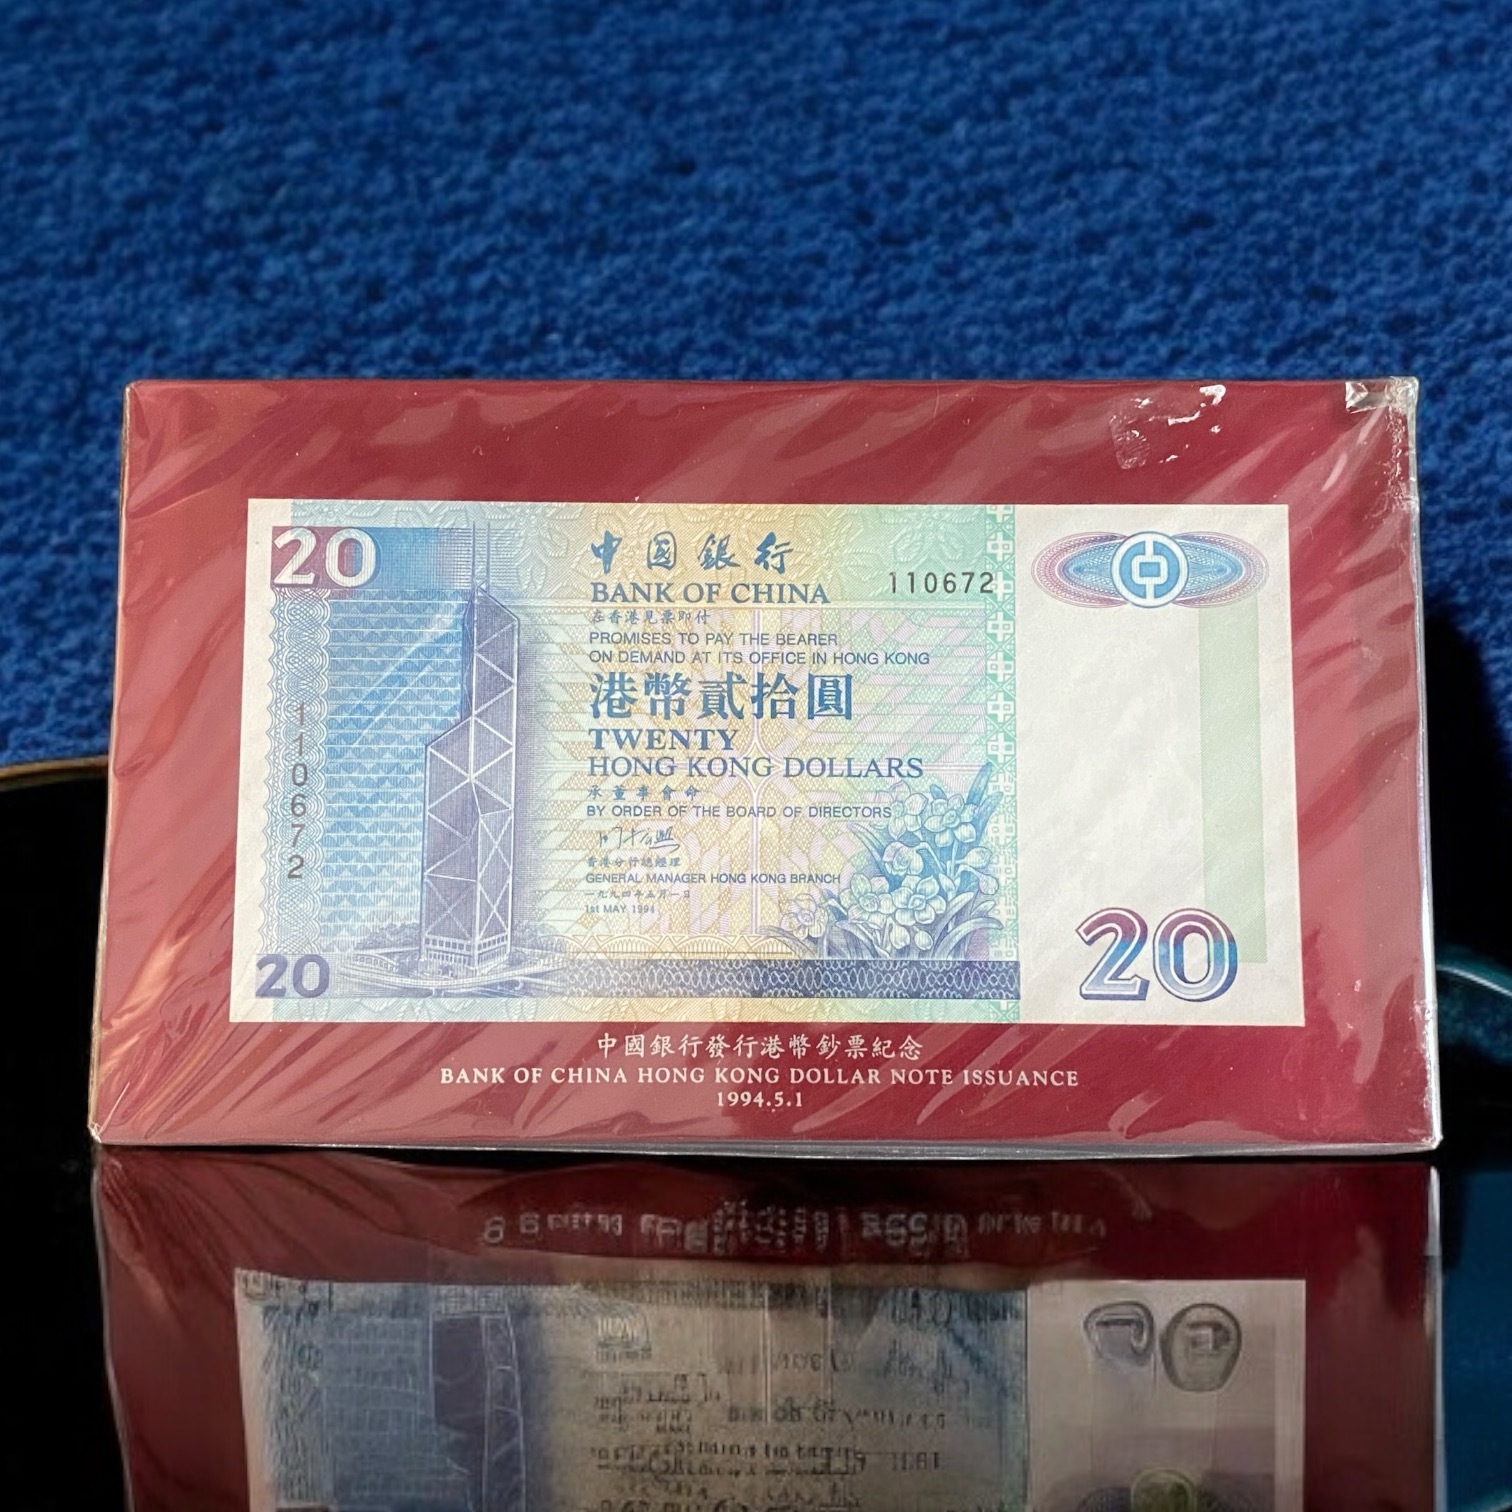 20
中國銀行
BANK OF CHINA
110672
在香港見票即付
PROMISES TO PAY THE BEARER
ON DEMAND AT ITS OFFICE IN HONG KONG
港幣貳拾圓
TWENTY
HONG KONG DOLLARS
承董事會命
BY ORDER OF THE BOARD OF DIRECTORS
香港分行總經理
GENERAL MANAGER HONG KONG BRANCH
一九九四年五月一日
1st MAY 1994
110672
20
20
中國銀行發行港幣鈔票紀念
BANK OF CHINA HONG KONG DOLLAR NOTE ISSUANCE
1994.5.1